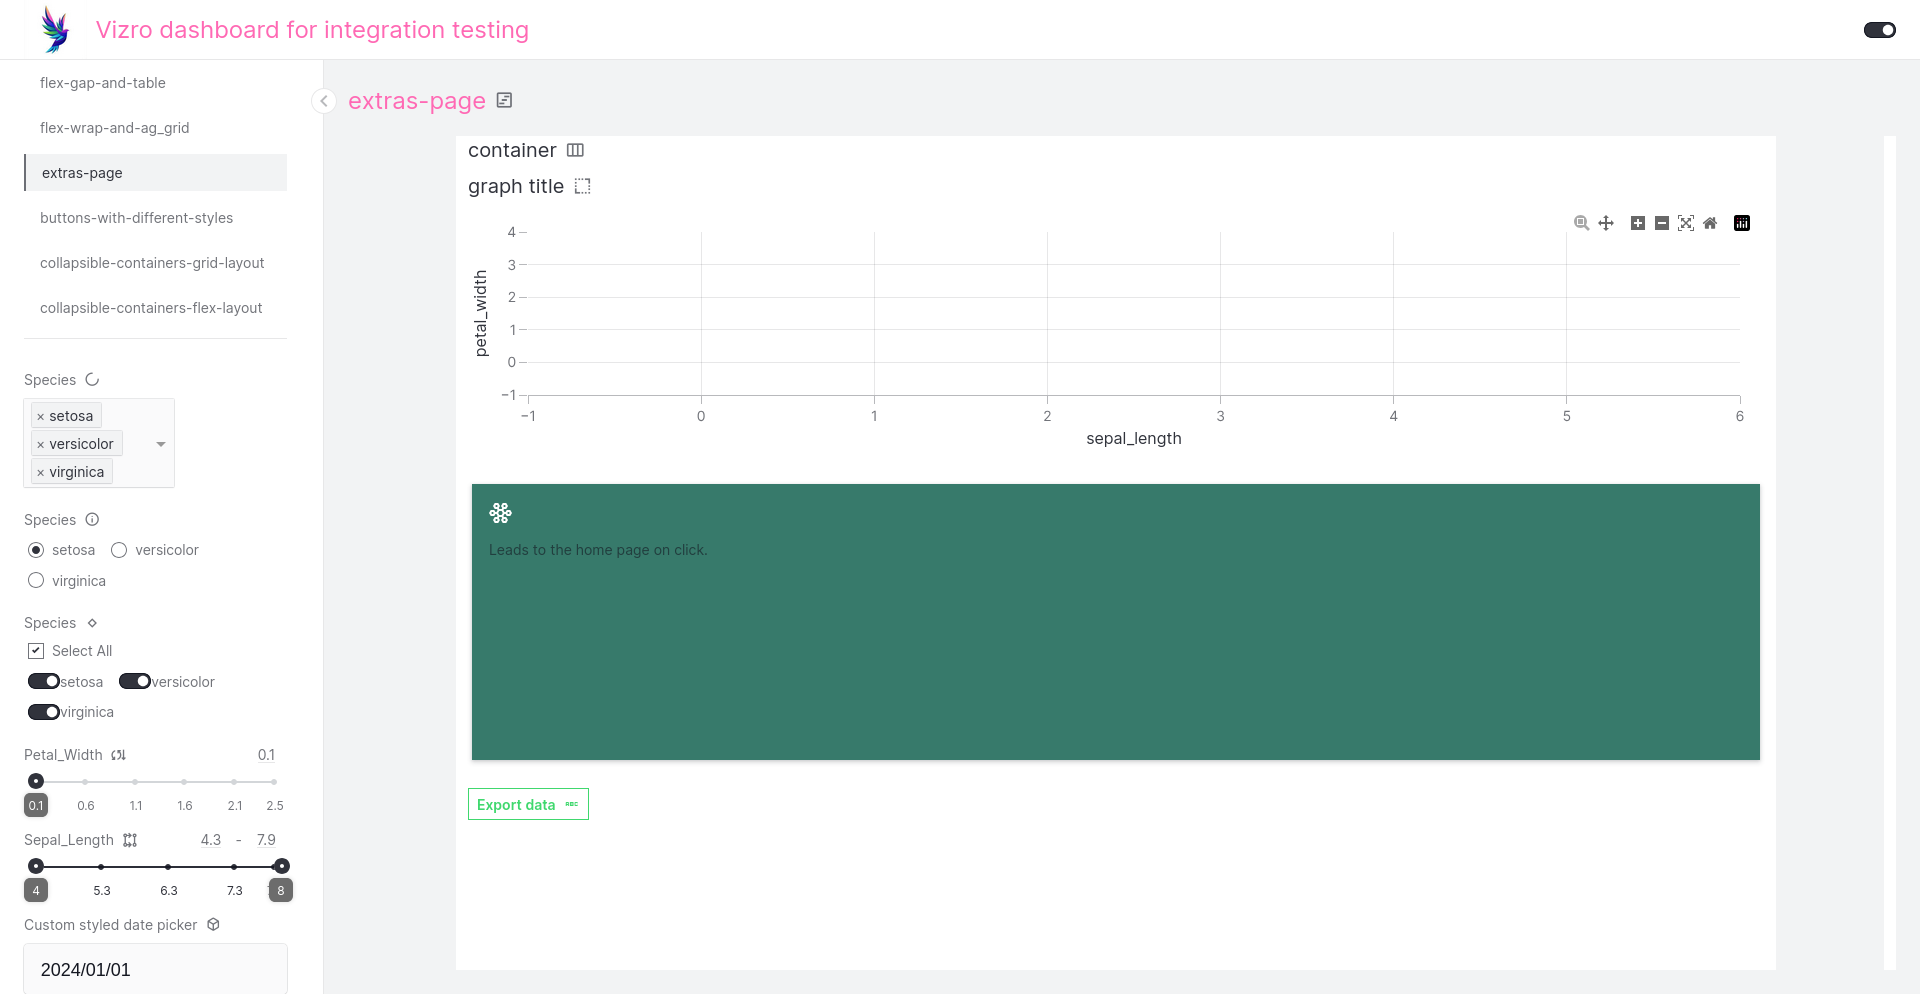 Vizro dashboard for integration testing
flex-gap-and-table
flex-wrap-and-ag_grid
extras-page
buttons-with-different-styles
collapsible-containers-grid-layout
collapsible-containers-flex-layout
Species
× setosa
× versicolor
× virginica
Species
setosa versicolor
virginica
Species
Select All
setosa versicolor
virginica
Petal_Width 0.1
0.1 0.6 1.1 1.6 2.1 2.5
Sepal_Length 4.3 - 7.9
4 5.3 6.3 7.3 8
Custom styled date picker
2024/01/01
extras-page
container
graph title
4
3
2
1
0
−1
petal_width
−1 0 1 2 3 4 5 6
sepal_length
Leads to the home page on click.
Export data ABC